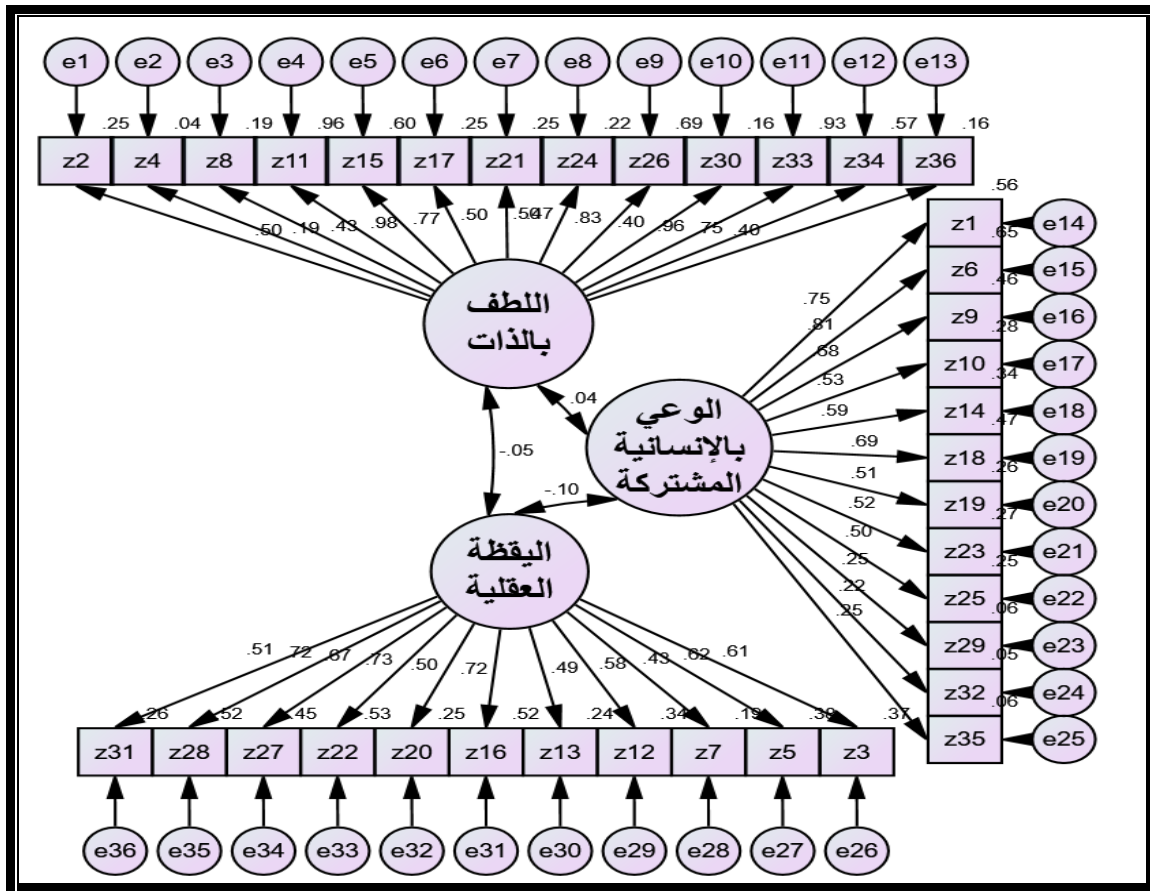 e1 e2 e3 e4 e5 e6 e7 e8 e9 e10 e11 e12 e13
.25 .04 .19 .96 .60 .25 .25 .22 .69 .16 .93 .57 .16
z2 z4 z8 z11 z15 z17 z21 z24 z26 z30 z33 z34 z36
.50 .19 .43 .98 .77 .50 .50 .47 .83 .40 .96 .75 .40
اللطف
بالذات
.56
z1 e14
.65
z6 e15
.46
z9 e16
.28
z10 e17
.34
z14 e18
.47
z18 e19
.26
z19 e20
.27
z23 e21
.25
z25 e22
.06
z29 e23
.05
z32 e24
.06
z35 e25
.75
.81
.68
.53
.59
.69
.51
.52
.50
.25
.22
.25
.04
الوعي
بالإنسانية
المشتركة
-.05
-.10
اليقظة
العقلية
.51 .72 .67 .73 .50 .72 .49 .58 .43 .62 .61
.26 .52 .45 .53 .25 .52 .24 .34 .19 .38 .37
z31 z28 z27 z22 z20 z16 z13 z12 z7 z5 z3
e36 e35 e34 e33 e32 e31 e30 e29 e28 e27 e26